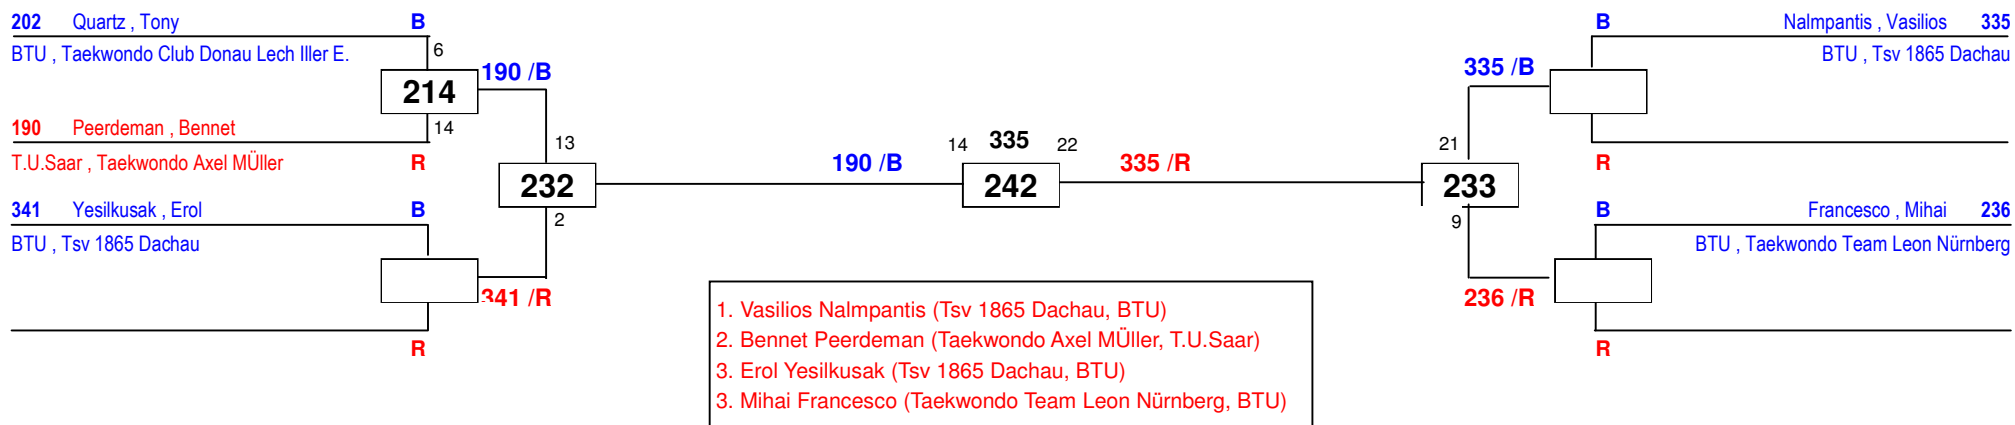 202 Quartz , Tony B
BTU , Taekwondo Club Donau Lech Iller E.
6
214
190 /B
14
190 Peerdeman , Bennet
T.U.Saar , Taekwondo Axel MÜller R
341 Yesilkusak , Erol B
BTU , Tsv 1865 Dachau
341 /R
R
13
232
2
190 /B
14 335 22
242
335 /R
21
233
9
335 /B
236 /R
B Nalmpantis , Vasilios 335
BTU , Tsv 1865 Dachau
R
B Francesco , Mihai 236
BTU , Taekwondo Team Leon Nürnberg
R
1. Vasilios Nalmpantis (Tsv 1865 Dachau, BTU)
2. Bennet Peerdeman (Taekwondo Axel MÜller, T.U.Saar)
3. Erol Yesilkusak (Tsv 1865 Dachau, BTU)
3. Mihai Francesco (Taekwondo Team Leon Nürnberg, BTU)